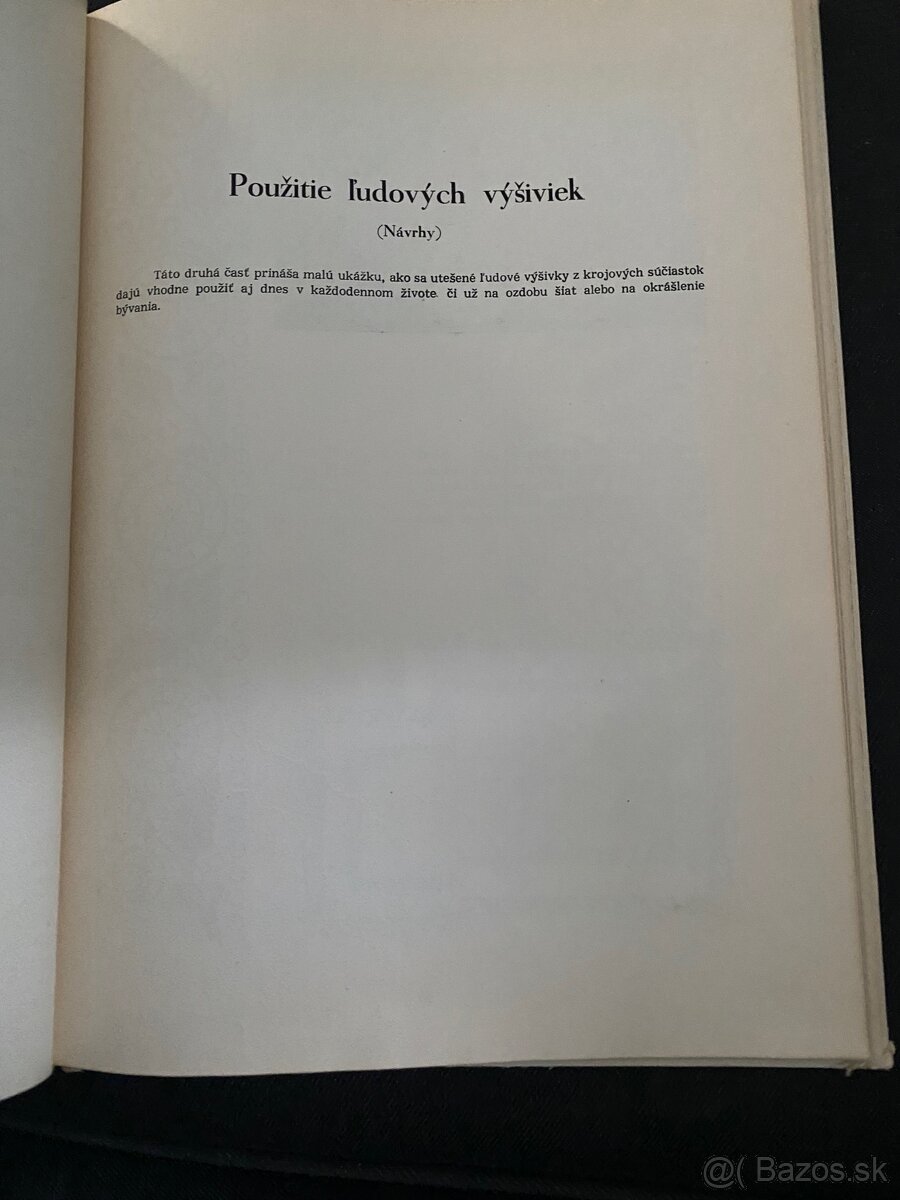 Použitie ľudových výšiviek
(Návrhy)
Táto druhá časť prináša malú ukážku, ako sa utešené ľudové výšivky z krojových súčiastok
dajú vhodne použiť aj dnes v každodennom živote. či už na ozdobu šiat alebo na okrášlenie
bývania.
@( Bazos.sk